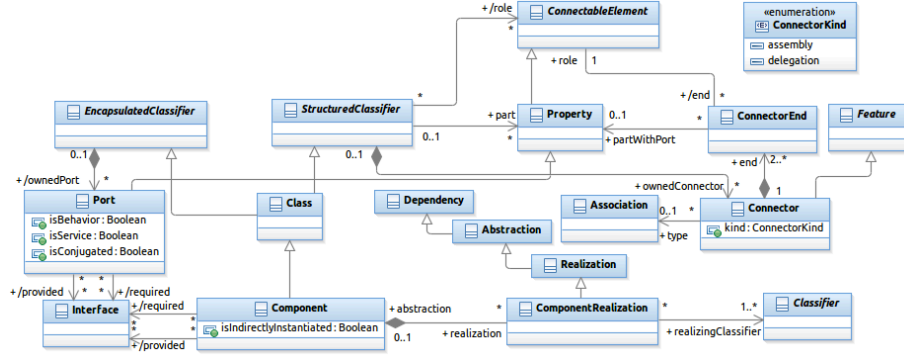 +/role
*
ConnectableElement
«enumeration»
ConnectorKind
assembly
delegation
+ role
1
+/end
*
EncapsulatedClassifier
StructuredClassifier
*
+ part
0..1
*
Property
0..1
*
+ partWithPort
ConnectorEnd
Feature
0..1
0..1
+ end
2..*
+/ownedPort
*
+ ownedConnector
*
1
Port
isBehavior : Boolean
isService : Boolean
isConjugated : Boolean
Class
Dependency
Abstraction
Realization
Association
0..1
*
+ type
Connector
kind : ConnectorKind
*
*
+/provided
*
*
+/required
Interface
+/required
*
*
*
*
+/provided
Component
isIndirectlyInstantiated : Boolean
+ abstraction
0..1
*
+ realization
ComponentRealization
*
1..*
+ realizingClassifier
Classifier